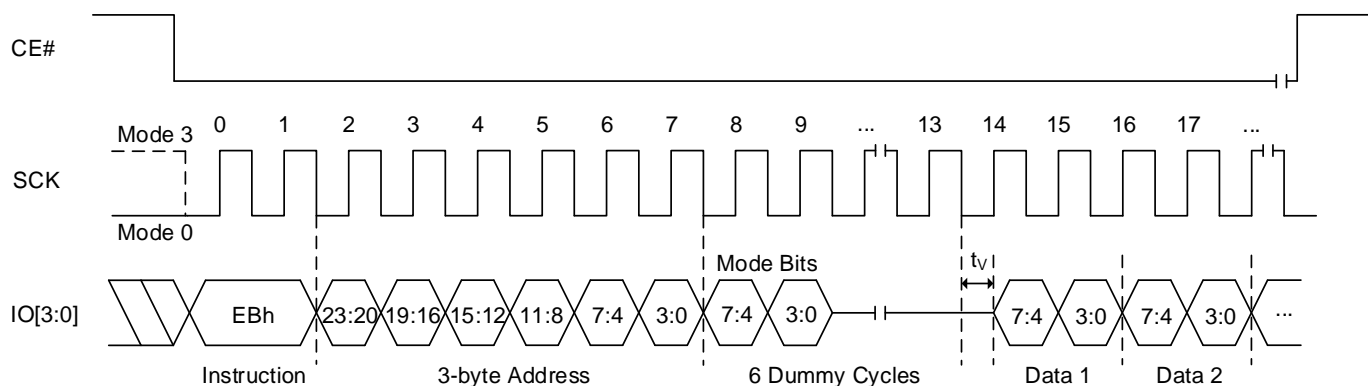 CE#
Mode 3 0 1 2 3 4 5 6 7 8 9 ... 13 14 15 16 17 ...
SCK
Mode 0
Mode Bits tV
IO[3:0] EBh 23:20 19:16 15:12 11:8 7:4 3:0 7:4 3:0 7:4 3:0 7:4 3:0 ...
Instruction 3-byte Address 6 Dummy Cycles Data 1 Data 2